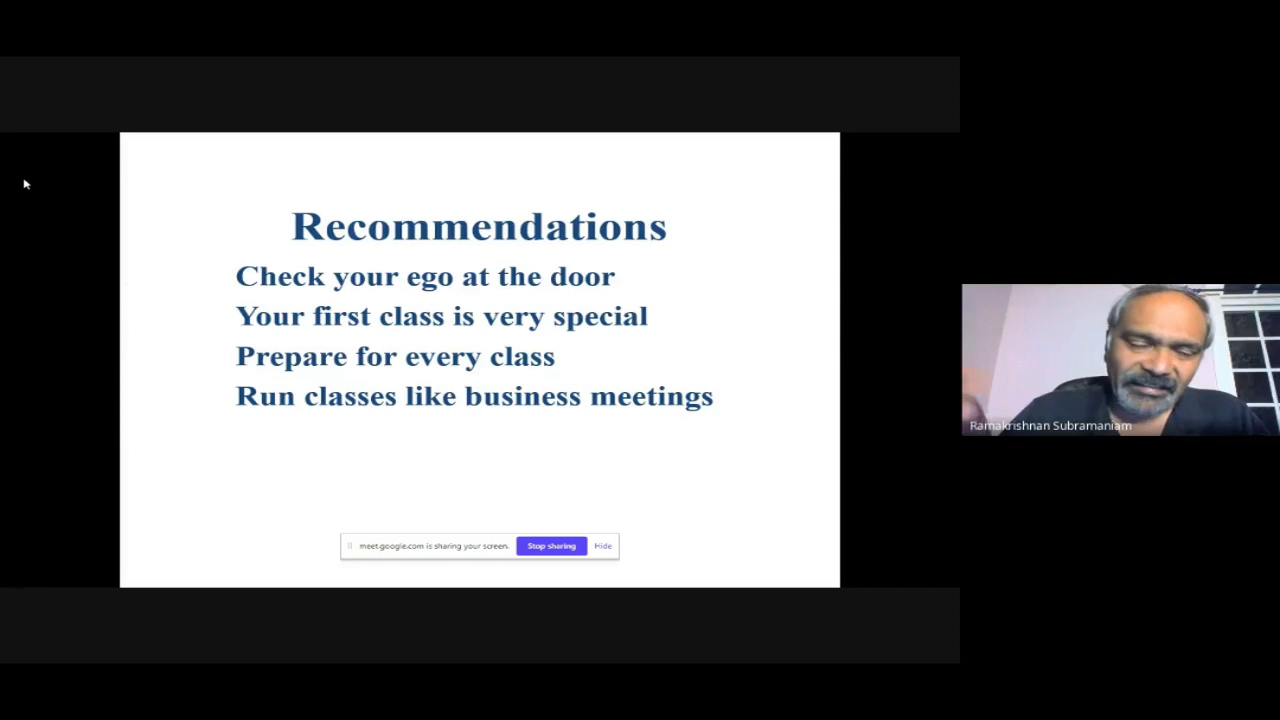 Recommendations
Check your ego at the door
Your first class is very special
Prepare for every class
Run classes like business meetings
meet.google.com is sharing your screen. Stop sharing Hide
Ramakrishnan Subramaniam